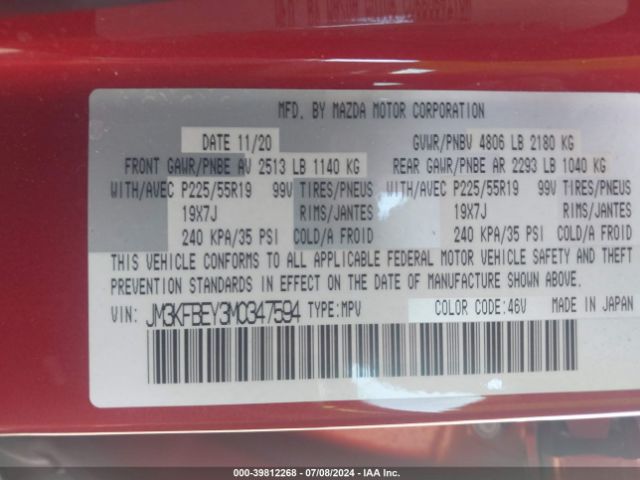 MFD. BY MAZDA MOTOR CORPORATION
DATE 11/20 GVWR/PNBV 4806 LB 2180 KG
FRONT GAWR/PNBE AV 2513 LB 1140 KG REAR GAWR/PNBE AR 2293 LB 1040 KG
WITH/AVEC P225/55R19 99V TIRES/PNEUS WITH/AVEC P225/55R19 99V TIRES/PNEUS
19X7J RIMS/JANTES 19X7J RIMS/JANTES
240 KPA/35 PSI COLD/A FROID 240 KPA/35 PSI COLD/A FROID
THIS VEHICLE CONFORMS TO ALL APPLICABLE FEDERAL MOTOR VEHICLE SAFETY AND THEFT
PREVENTION STANDARDS IN EFFECT ON THE DATE OF MANUFACTURE SHOWN ABOVE.
VIN: JM3KFBEY3M0347594 TYPE:MPV COLOR CODE:46V MADE IN JAPAN
000-39812268 - 07/08/2024 - IAA Inc.